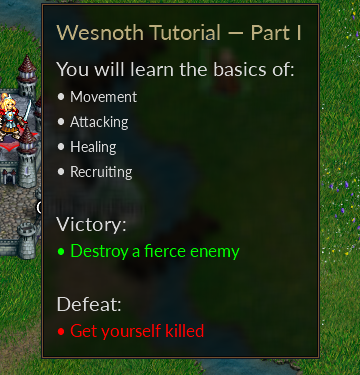 Wesnoth Tutorial — Part I
You will learn the basics of:
• Movement
• Attacking
• Healing
• Recruiting
Victory:
• Destroy a fierce enemy
Defeat:
• Get yourself killed